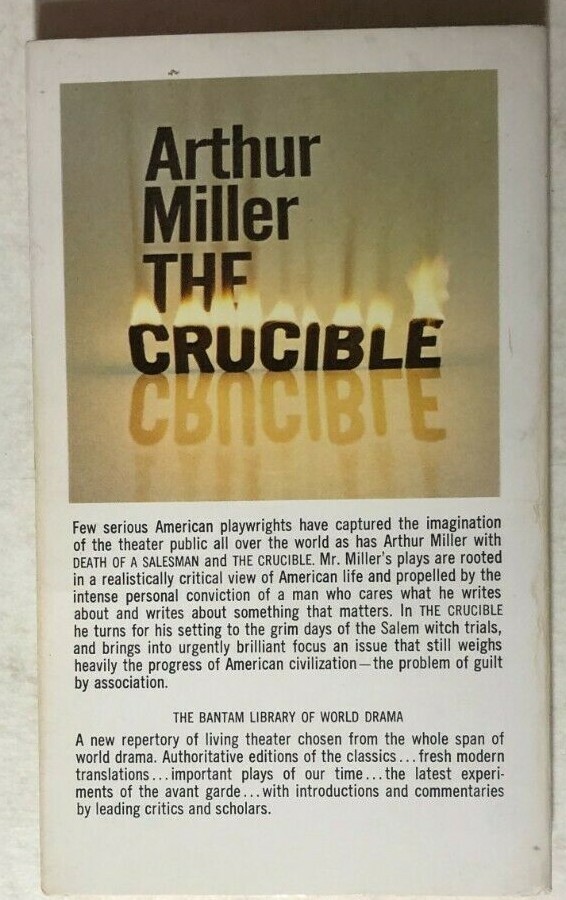 Arthur
Miller
THE
CRUCIBLE
Few serious American playwrights have captured the imagination
of the theater public all over the world as has Arthur Miller with
DEATH OF A SALESMAN and THE CRUCIBLE. Mr. Miller's plays are rooted
in a realistically critical view of American life and propelled by the
intense personal conviction of a man who cares what he writes
about and writes about something that matters. In THE CRUCIBLE
he turns for his setting to the grim days of the Salem witch trials,
and brings into urgently brilliant focus an issue that still weighs
heavily the progress of American civilization—the problem of guilt
by association.
THE BANTAM LIBRARY OF WORLD DRAMA
A new repertory of living theater chosen from the whole span of
world drama. Authoritative editions of the classics...fresh modern
translations...important plays of our time...the latest experi-
ments of the avant garde...with introductions and commentaries
by leading critics and scholars.